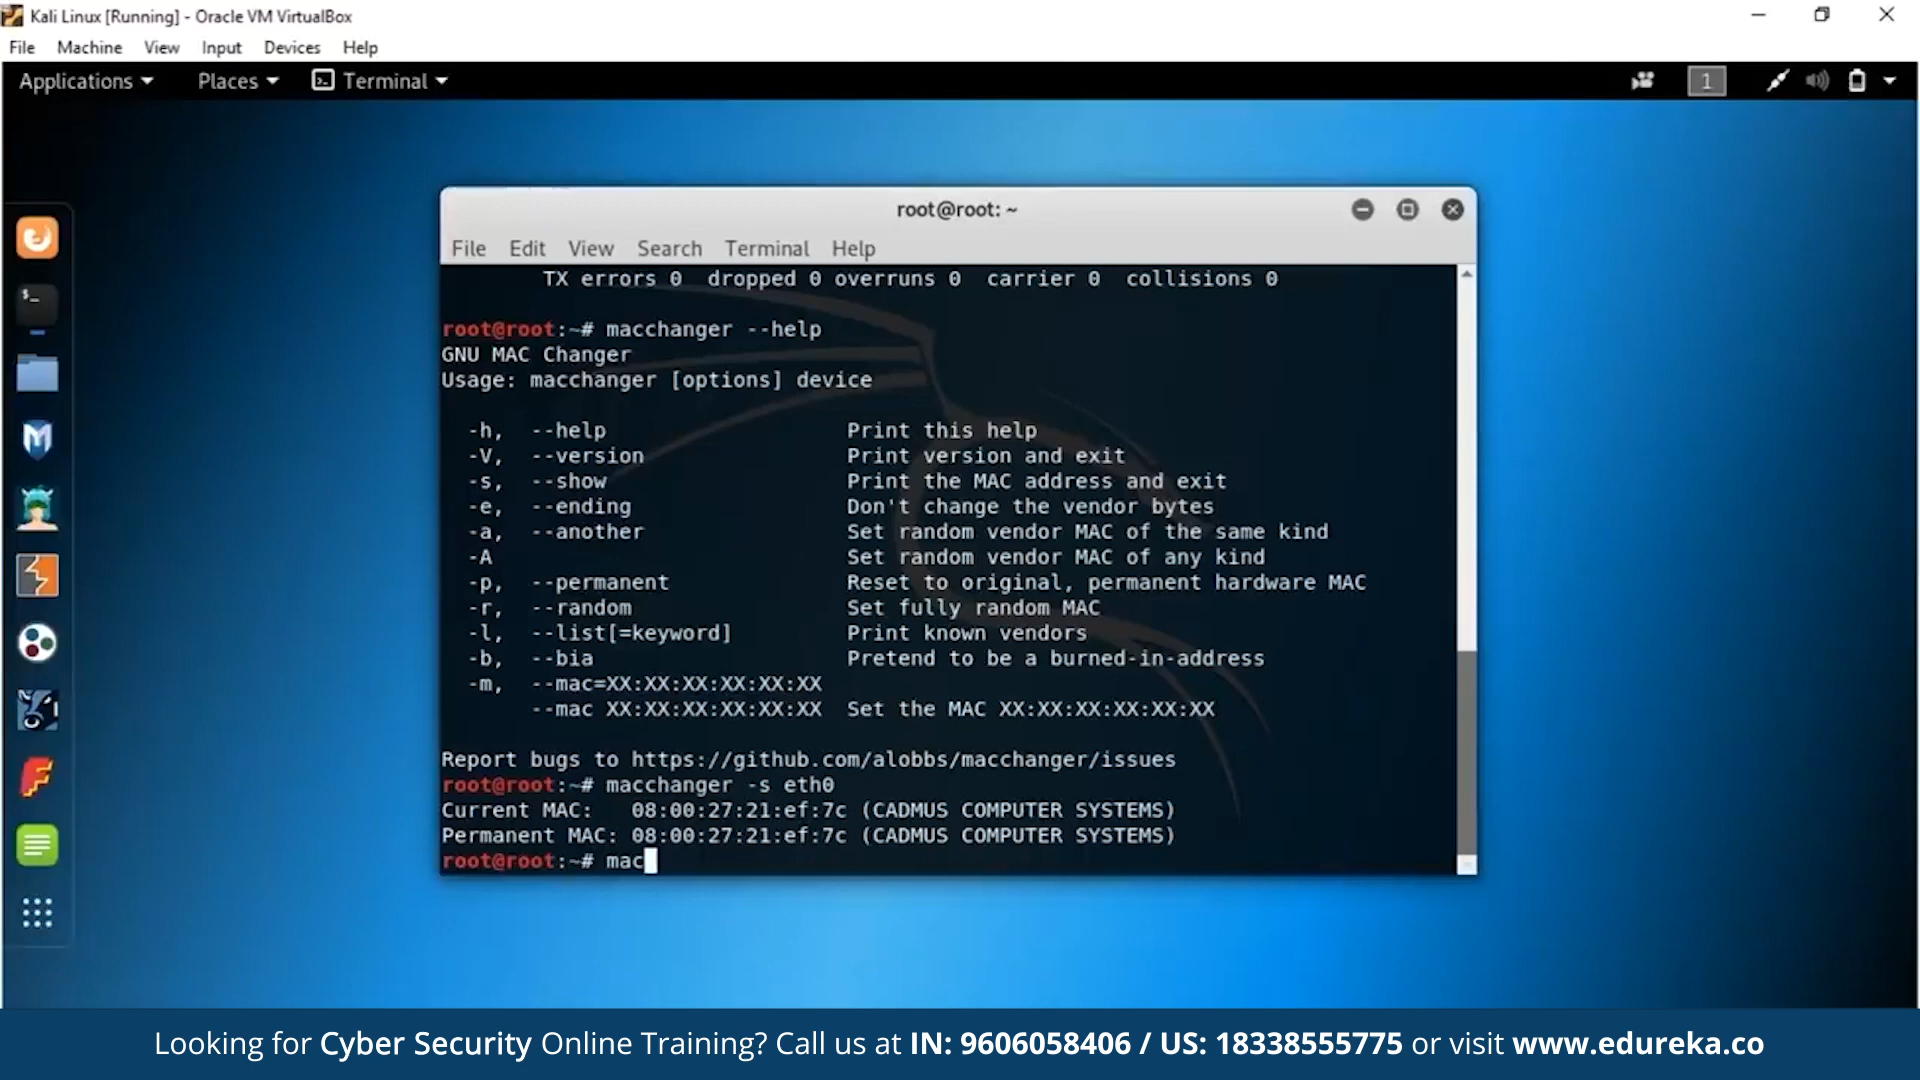 Kali Linux [Running] - Oracle VM VirtualBox
File Machine View Input Devices Help
Applications Places Terminal 1
root@root: ~
File Edit View Search Terminal Help
TX errors 0 dropped 0 overruns 0 carrier 0 collisions 0
root@root:~# macchanger --help
GNU MAC Changer
Usage: macchanger [options] device
-h, --help Print this help
-V, --version Print version and exit
-s, --show Print the MAC address and exit
-e, --ending Don't change the vendor bytes
-a, --another Set random vendor MAC of the same kind
-A Set random vendor MAC of any kind
-p, --permanent Reset to original, permanent hardware MAC
-r, --random Set fully random MAC
-l, --list[=keyword] Print known vendors
-b, --bia Pretend to be a burned-in-address
-m, --mac=XX:XX:XX:XX:XX:XX
--mac XX:XX:XX:XX:XX:XX Set the MAC XX:XX:XX:XX:XX:XX
Report bugs to https://github.com/alobbs/macchanger/issues
root@root:~# macchanger -s eth0
Current MAC: 08:00:27:21:ef:7c (CADMUS COMPUTER SYSTEMS)
Permanent MAC: 08:00:27:21:ef:7c (CADMUS COMPUTER SYSTEMS)
root@root:~# mac
Looking for Cyber Security Online Training? Call us at IN: 9606058406 / US: 18338555775 or visit www.edureka.co